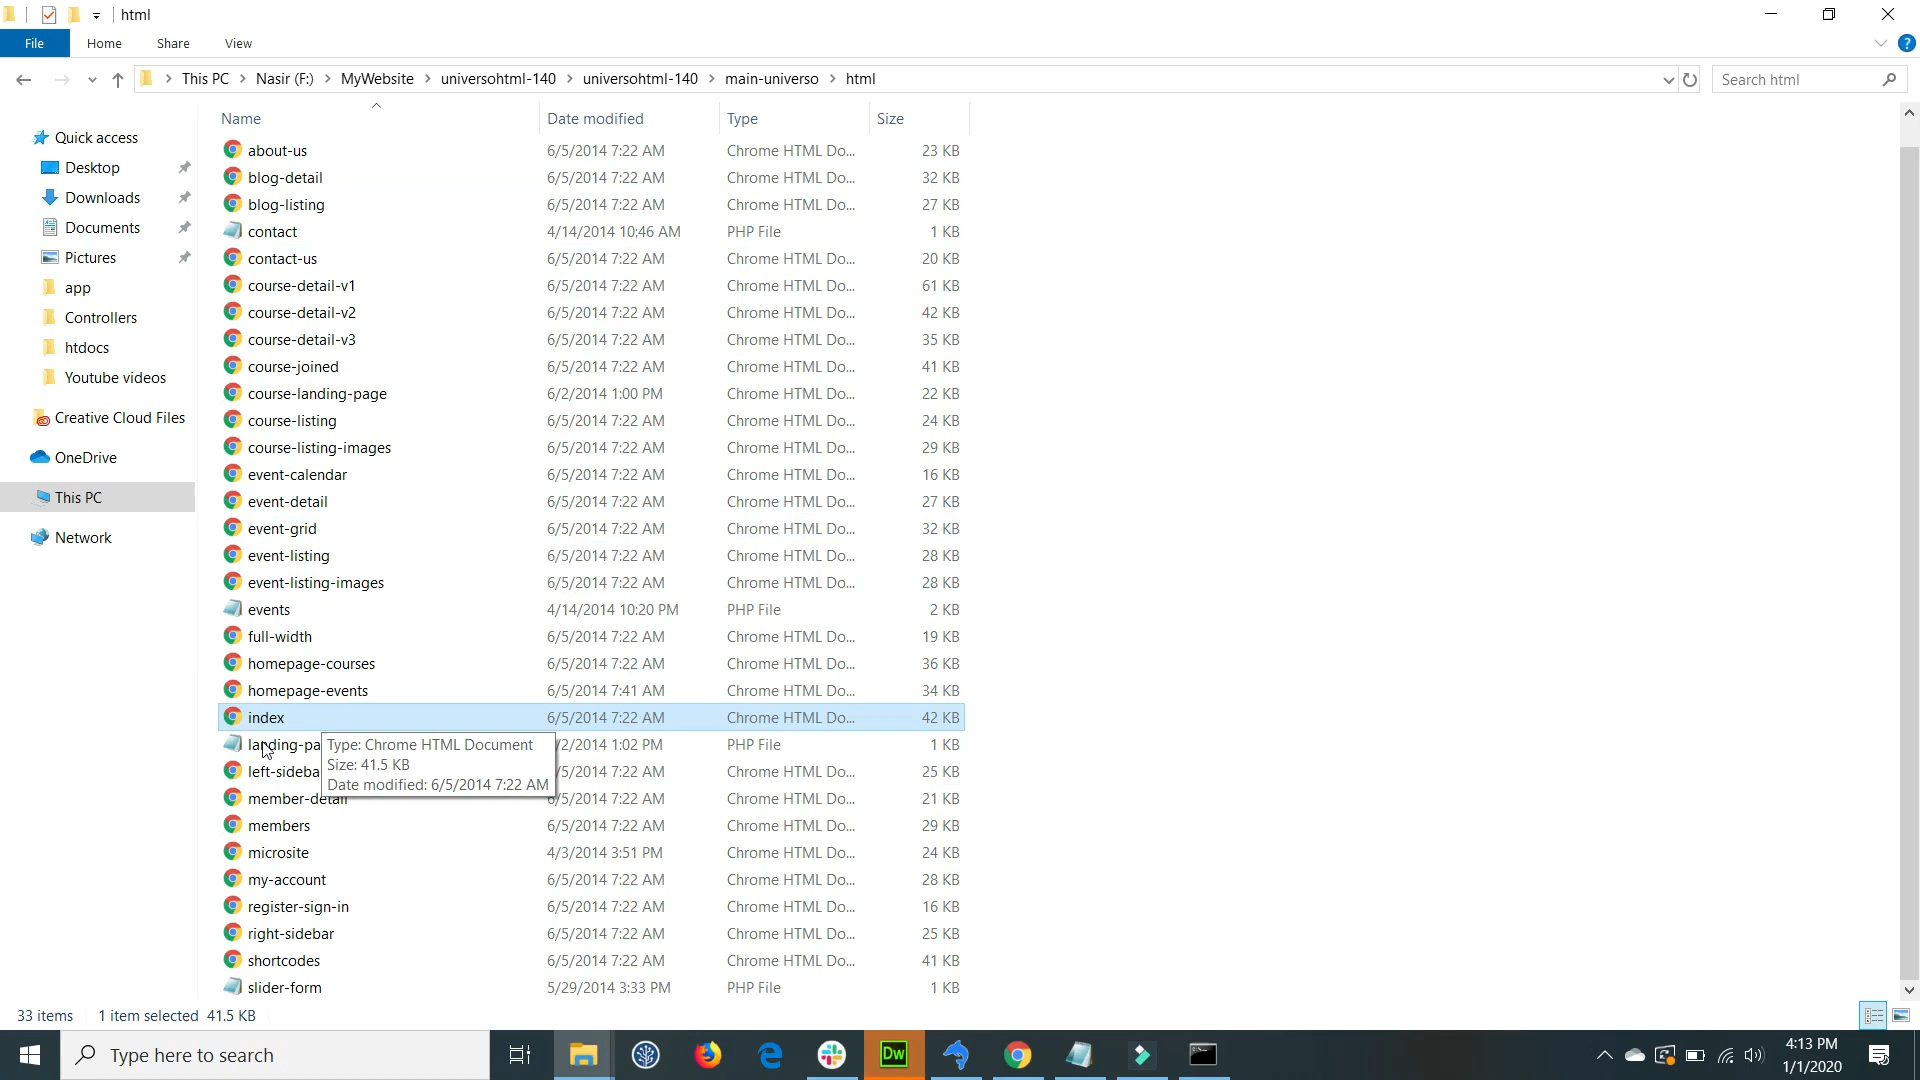 html
File Home Share View
This PC Nasir (F:) MyWebsite universohtml-140 universohtml-140 main-universo html
Search html
Quick access
Desktop
Downloads
Documents
Pictures
app
Controllers
htdocs
Youtube videos
Creative Cloud Files
OneDrive
This PC
Network
Name Date modified Type Size
about-us 6/5/2014 7:22 AM Chrome HTML Do... 23 KB
blog-detail 6/5/2014 7:22 AM Chrome HTML Do... 32 KB
blog-listing 6/5/2014 7:22 AM Chrome HTML Do... 27 KB
contact 4/14/2014 10:46 AM PHP File 1 KB
contact-us 6/5/2014 7:22 AM Chrome HTML Do... 20 KB
course-detail-v1 6/5/2014 7:22 AM Chrome HTML Do... 61 KB
course-detail-v2 6/5/2014 7:22 AM Chrome HTML Do... 42 KB
course-detail-v3 6/5/2014 7:22 AM Chrome HTML Do... 35 KB
course-joined 6/5/2014 7:22 AM Chrome HTML Do... 41 KB
course-landing-page 6/2/2014 1:00 PM Chrome HTML Do... 22 KB
course-listing 6/5/2014 7:22 AM Chrome HTML Do... 24 KB
course-listing-images 6/5/2014 7:22 AM Chrome HTML Do... 29 KB
event-calendar 6/5/2014 7:22 AM Chrome HTML Do... 16 KB
event-detail 6/5/2014 7:22 AM Chrome HTML Do... 27 KB
event-grid 6/5/2014 7:22 AM Chrome HTML Do... 32 KB
event-listing 6/5/2014 7:22 AM Chrome HTML Do... 28 KB
event-listing-images 6/5/2014 7:22 AM Chrome HTML Do... 28 KB
events 4/14/2014 10:20 PM PHP File 2 KB
full-width 6/5/2014 7:22 AM Chrome HTML Do... 19 KB
homepage-courses 6/5/2014 7:22 AM Chrome HTML Do... 36 KB
homepage-events 6/5/2014 7:41 AM Chrome HTML Do... 34 KB
index 6/5/2014 7:22 AM Chrome HTML Do... 42 KB
landing-pa /2/2014 1:02 PM PHP File 1 KB
left-sideba /5/2014 7:22 AM Chrome HTML Do... 25 KB
member-detail 6/5/2014 7:22 AM Chrome HTML Do... 21 KB
members 6/5/2014 7:22 AM Chrome HTML Do... 29 KB
microsite 4/3/2014 3:51 PM Chrome HTML Do... 24 KB
my-account 6/5/2014 7:22 AM Chrome HTML Do... 28 KB
register-sign-in 6/5/2014 7:22 AM Chrome HTML Do... 16 KB
right-sidebar 6/5/2014 7:22 AM Chrome HTML Do... 25 KB
shortcodes 6/5/2014 7:22 AM Chrome HTML Do... 41 KB
slider-form 5/29/2014 3:33 PM PHP File 1 KB
Type: Chrome HTML Document
Size: 41.5 KB
Date modified: 6/5/2014 7:22 AM
33 items 1 item selected 41.5 KB
Type here to search
Dw
4:13 PM
1/1/2020